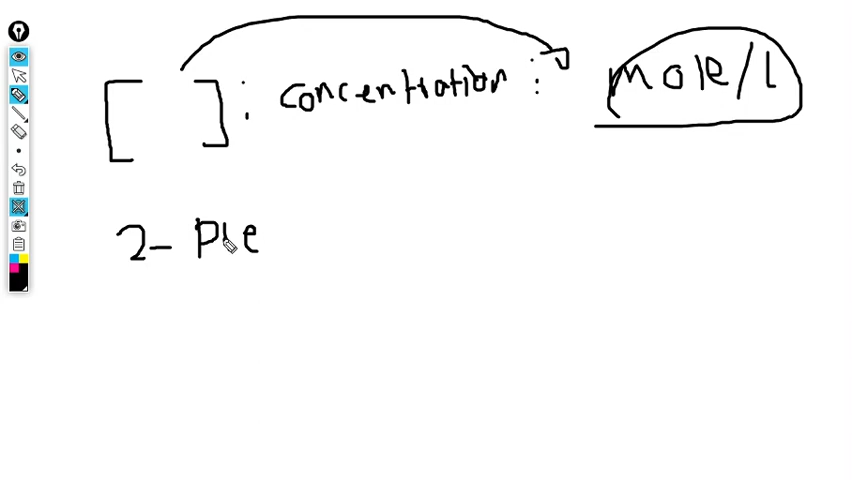 [ ] : concentration : mole/L
2- Ple